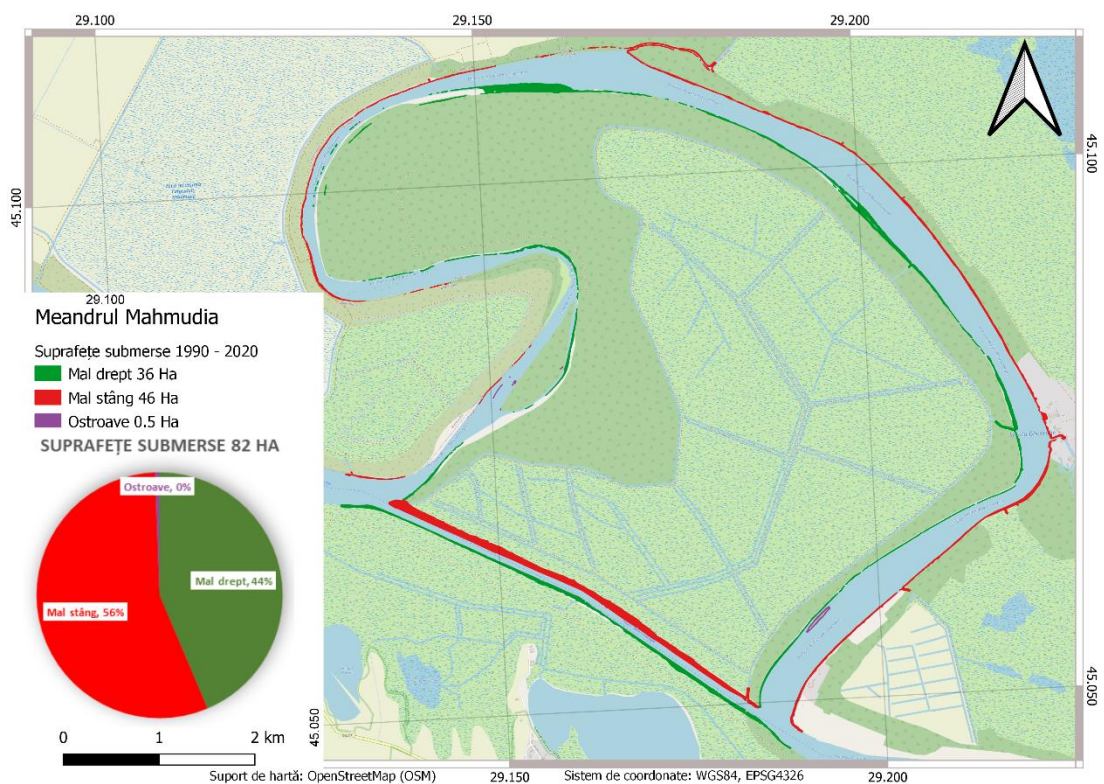 29.100
29.150
29.200
45.100
45.100
29.100
Meandrul Mahmudia
Suprafețe submerse 1990 - 2020
Mal drept 36 Ha
Mal stâng 46 Ha
Ostroave 0.5 Ha
SUPRAFEȚE SUBMERSE 82 HA
Ostroave, 0%
Mal drept, 44%
Mal stâng, 56%
45.050
45.050
0 1 2 km
29.150
29.200
Suport de hartă: OpenStreetMap (OSM) Sistem de coordonate: WGS84, EPSG4326